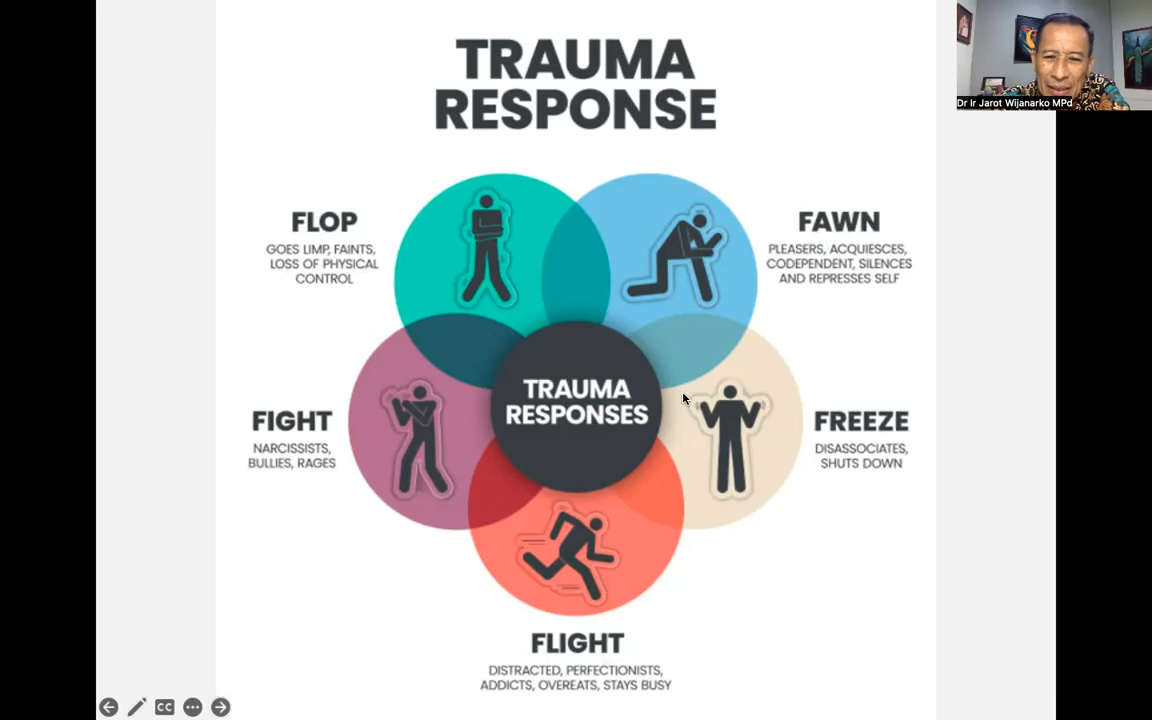 TRAUMA
RESPONSE
FLOP
GOES LIMP, FAINTS,
LOSS OF PHYSICAL
CONTROL
FAWN
PLEASERS, ACQUIESCES,
CODEPENDENT, SILENCES
AND REPRESSES SELF
TRAUMA
RESPONSES
FIGHT
NARCISSISTS,
BULLIES, RAGES
FREEZE
DISASSOCIATES,
SHUTS DOWN
FLIGHT
DISTRACTED, PERFECTIONISTS,
ADDICTS, OVEREATS, STAYS BUSY
Dr Ir Jarot Wijanarko MPd
CC